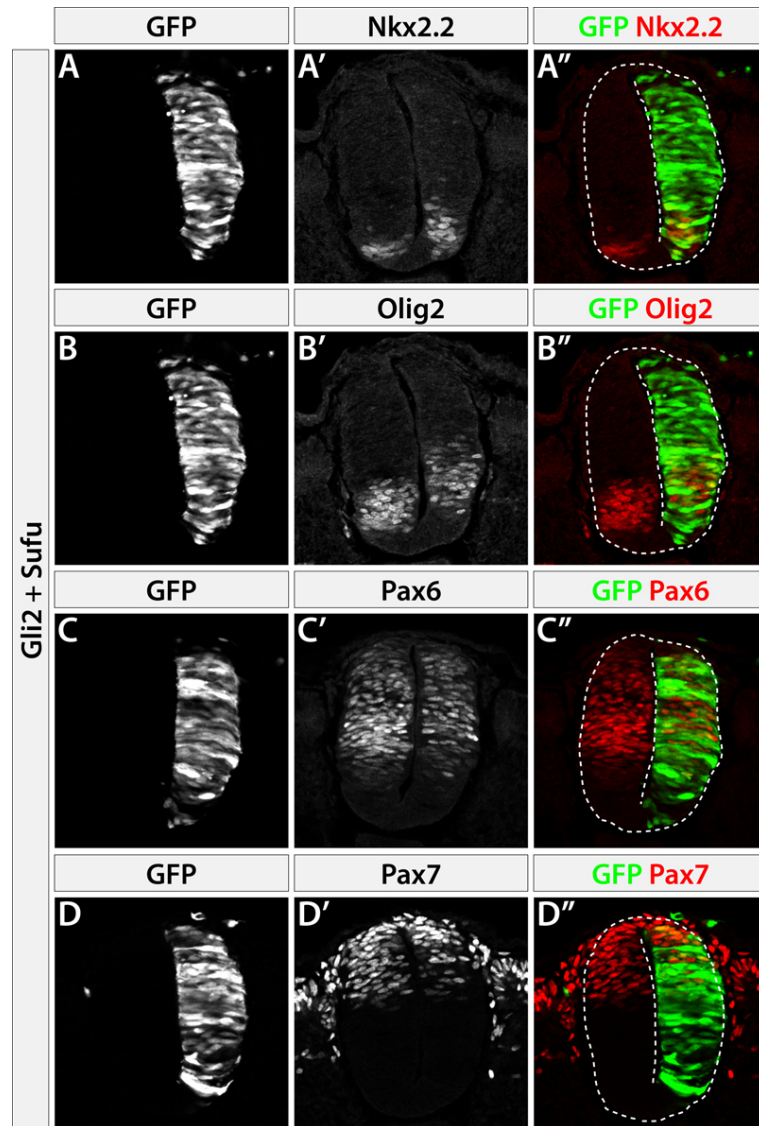 GFP
Nkx2.2
GFP Nkx2.2
A
A’
A”
GFP
Olig2
GFP Olig2
B
B’
B”
Gli2 + Sufu
GFP
Pax6
GFP Pax6
C
C’
C”
GFP
Pax7
GFP Pax7
D
D’
D”